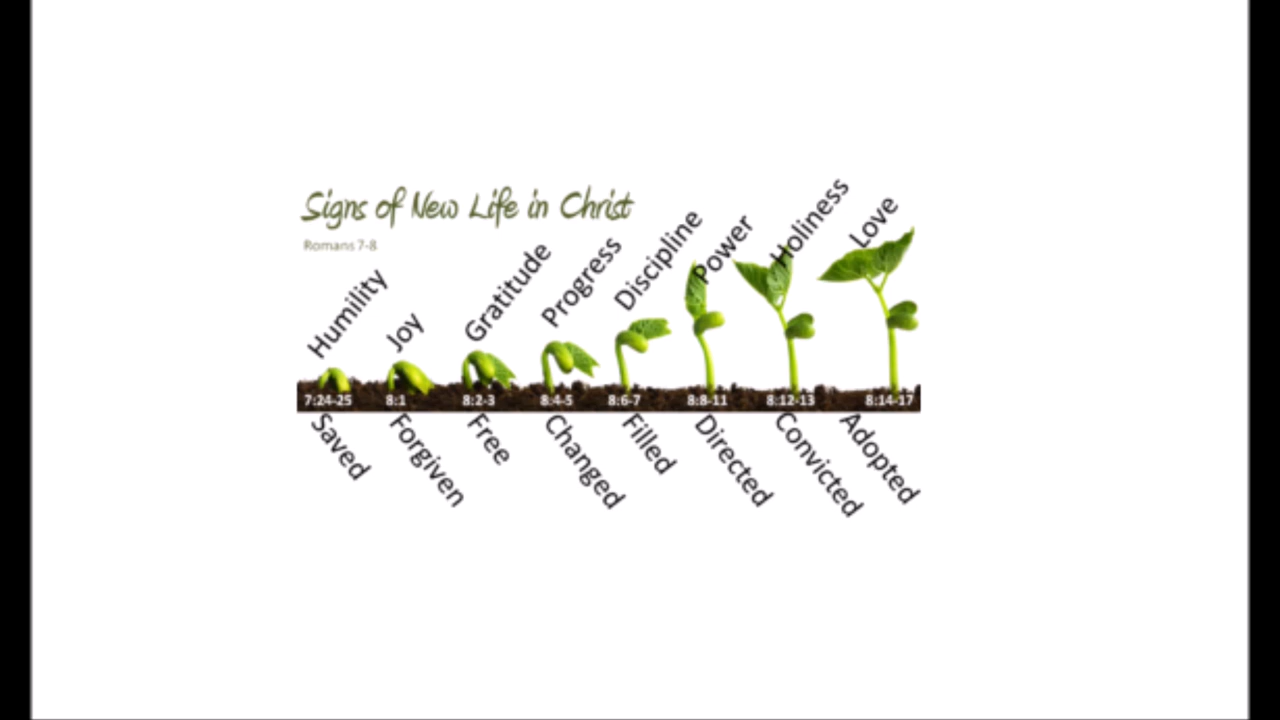 Signs of New Life in Christ
Romans 7-8
Humility
Joy
Gratitude
Progress
Discipline
Power
Holiness
Love
7:24-25
8:1
8:2-3
8:4-5
8:6-7
8:8-11
8:12-13
8:14-17
Saved
Forgiven
Free
Changed
Filled
Directed
Convicted
Adopted